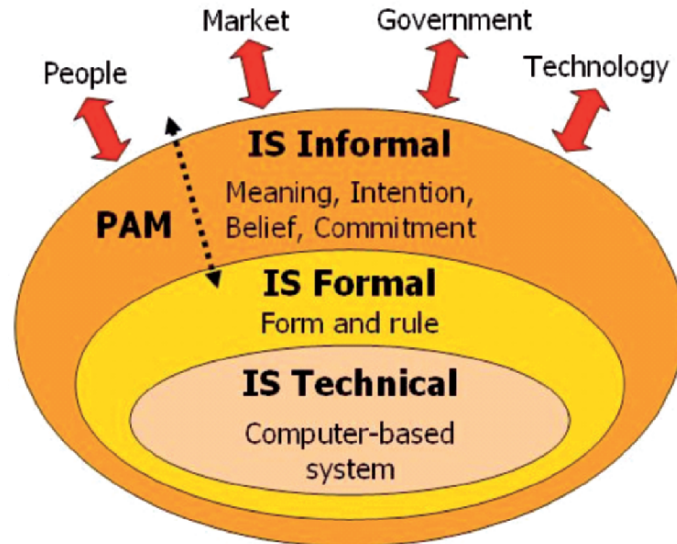 Market
Government
People
Technology
IS Informal
Meaning, Intention,
Belief, Commitment
PAM
IS Formal
Form and rule
IS Technical
Computer-based
system